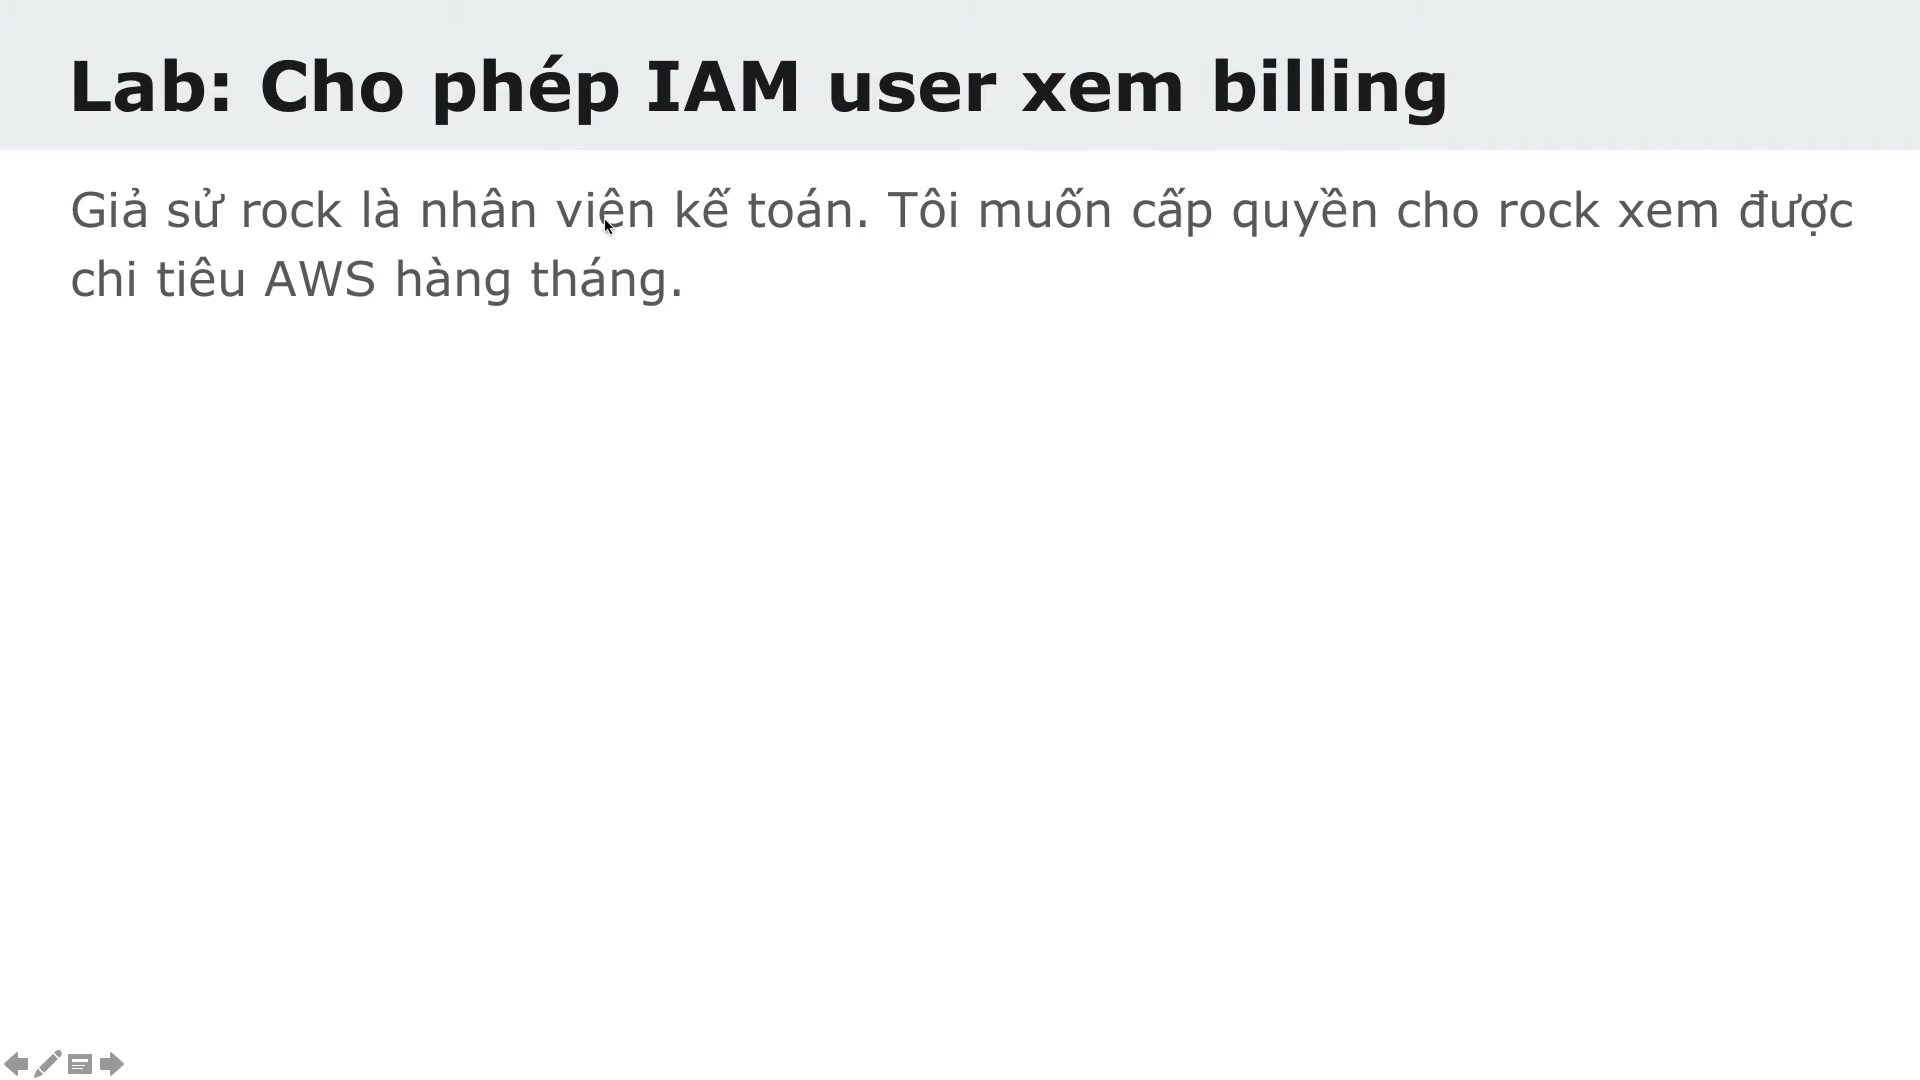 Lab: Cho phép IAM user xem billing
Giả sử rock là nhân viên kế toán. Tôi muốn cấp quyền cho rock xem được
chi tiêu AWS hàng tháng.